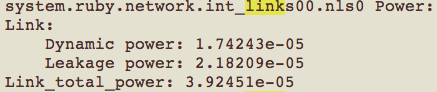 system.ruby.network.int_links00.nls0 Power:
Link:
    Dynamic power: 1.74243e-05
    Leakage power: 2.18209e-05
Link_total_power: 3.92451e-05